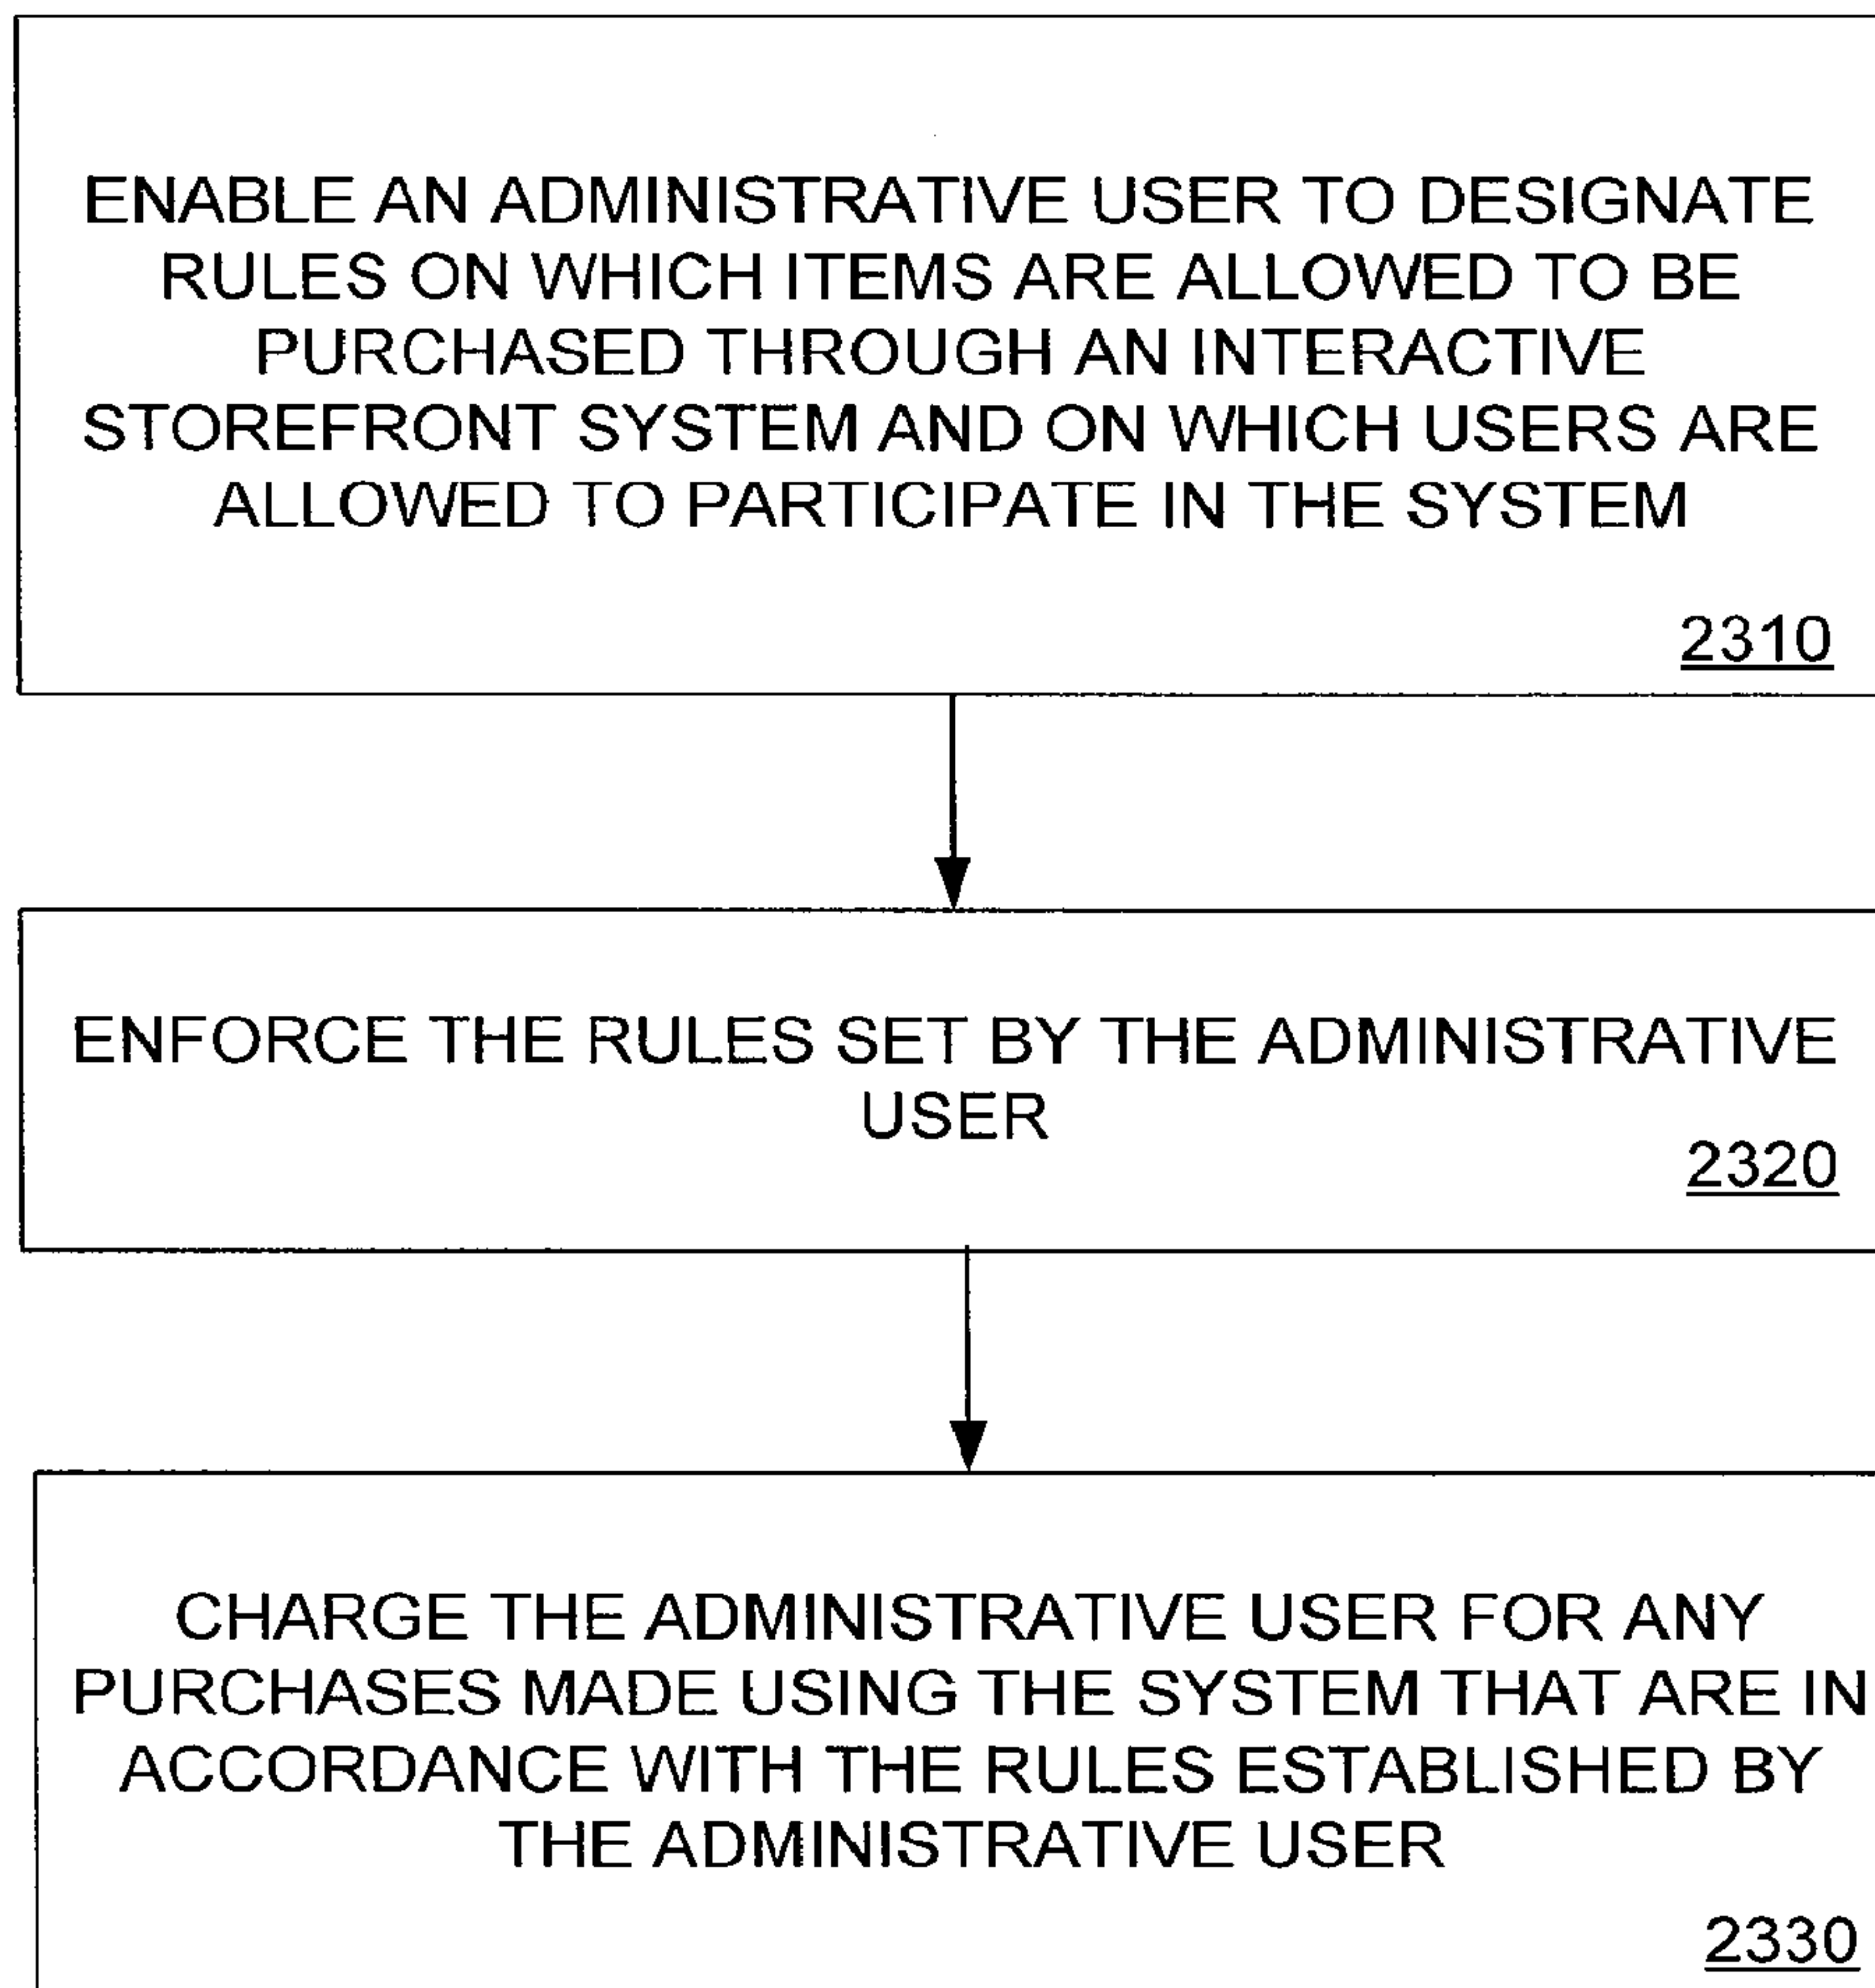 ENABLE AN ADMINISTRATIVE USER TO DESIGNATE
RULES ON WHICH ITEMS ARE ALLOWED TO BE
PURCHASED THROUGH AN INTERACTIVE
STOREFRONT SYSTEM AND ON WHICH USERS ARE
ALLOWED TO PARTICIPATE IN THE SYSTEM
2310
ENFORCE THE RULES SET BY THE ADMINISTRATIVE
USER
2320
CHARGE THE ADMINISTRATIVE USER FOR ANY
PURCHASES MADE USING THE SYSTEM THAT ARE IN
ACCORDANCE WITH THE RULES ESTABLISHED BY
THE ADMINISTRATIVE USER
2330